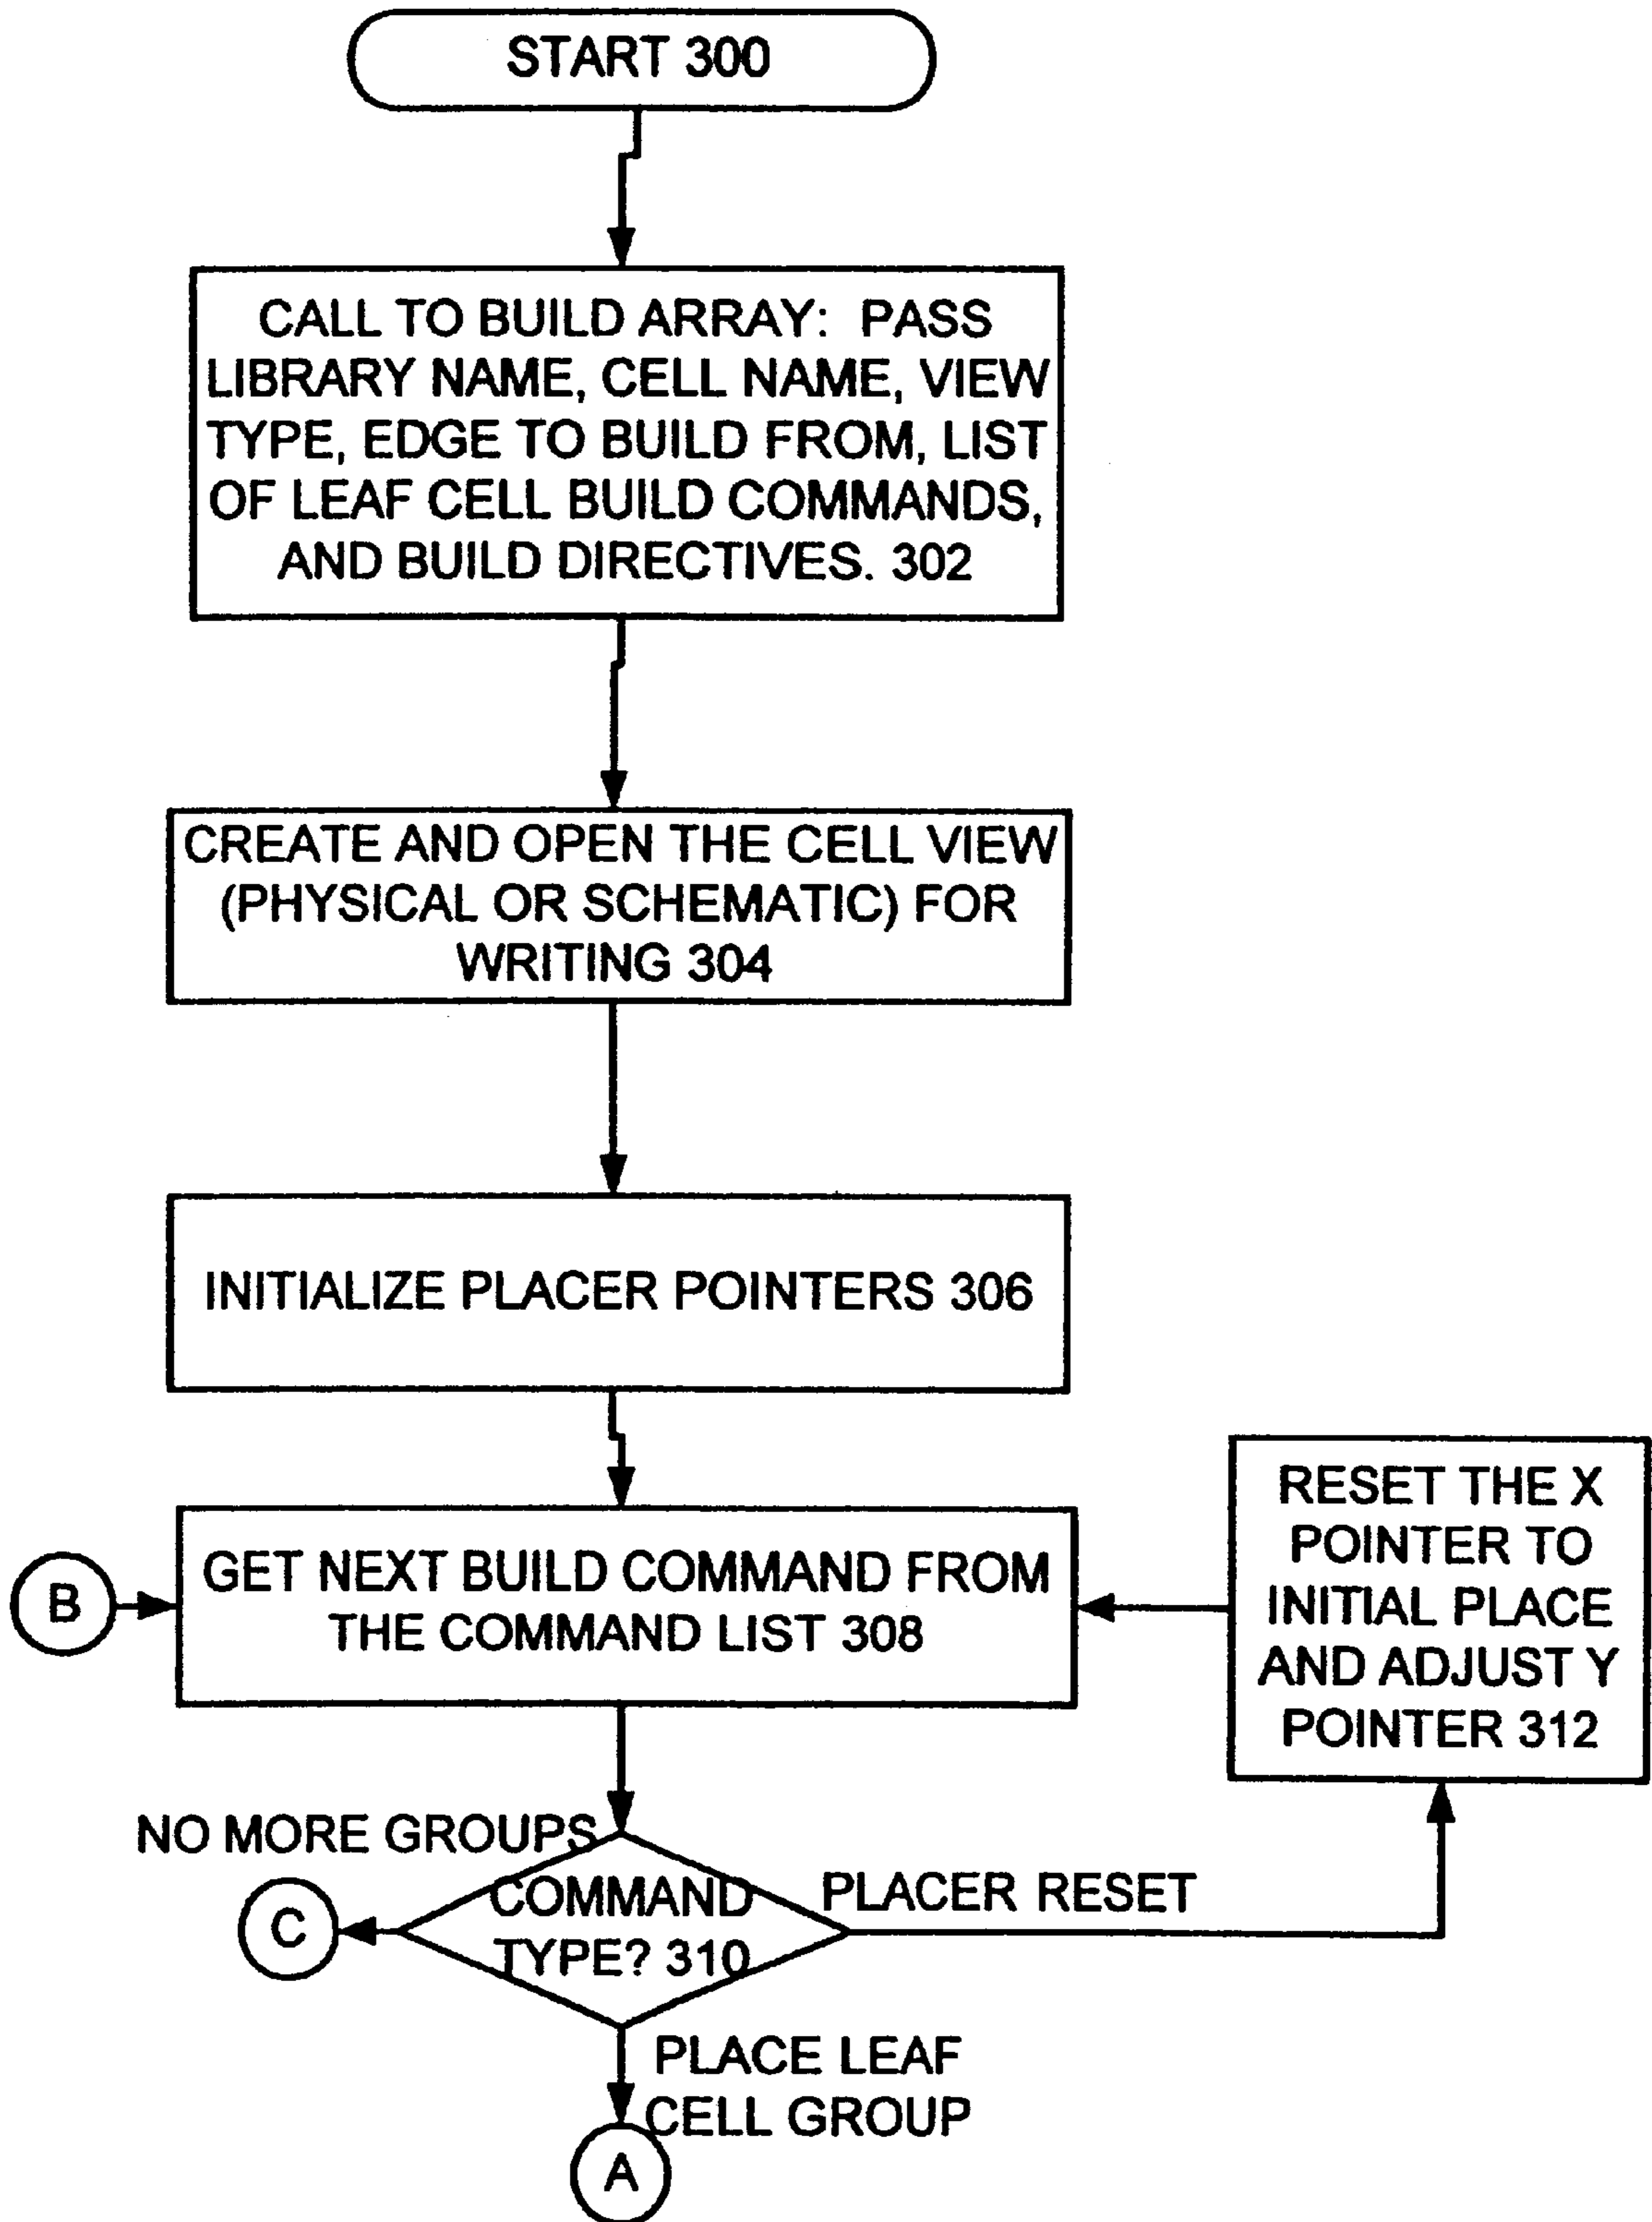 START 300
CALL TO BUILD ARRAY: PASS
LIBRARY NAME, CELL NAME, VIEW
TYPE, EDGE TO BUILD FROM, LIST
OF LEAF CELL BUILD COMMANDS,
AND BUILD DIRECTIVES. 302
CREATE AND OPEN THE CELL VIEW
(PHYSICAL OR SCHEMATIC) FOR
WRITING 304
INITIALIZE PLACER POINTERS 306
B
GET NEXT BUILD COMMAND FROM
THE COMMAND LIST 308
RESET THE X
POINTER TO
INITIAL PLACE
AND ADJUST Y
POINTER 312
NO MORE GROUPS
C
COMMAND
TYPE? 310
PLACER RESET
PLACE LEAF
CELL GROUP
A